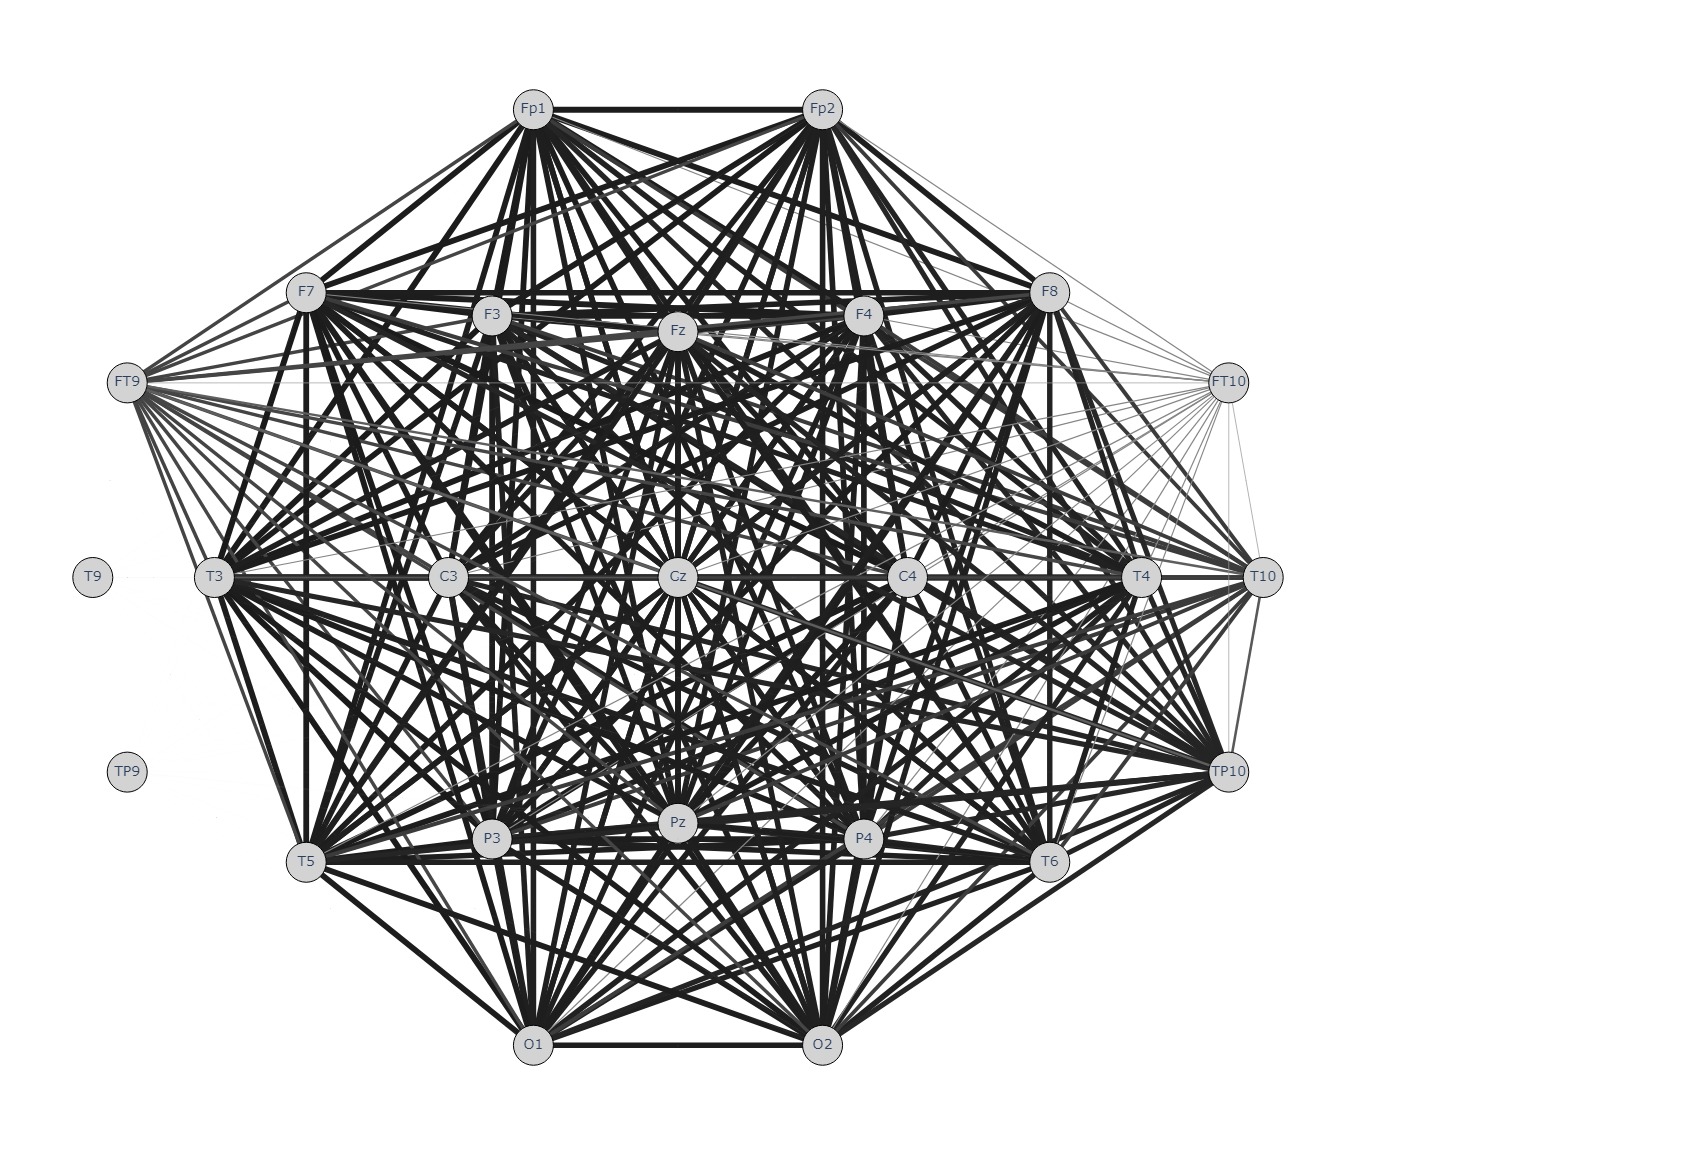 Fp1 Fp2
F7 F3 Fz F4 F8
FT9 FT10
T9 T3 C3 Cz C4 T4 T10
TP9 TP10
T5 P3 Pz P4 T6
O1 O2